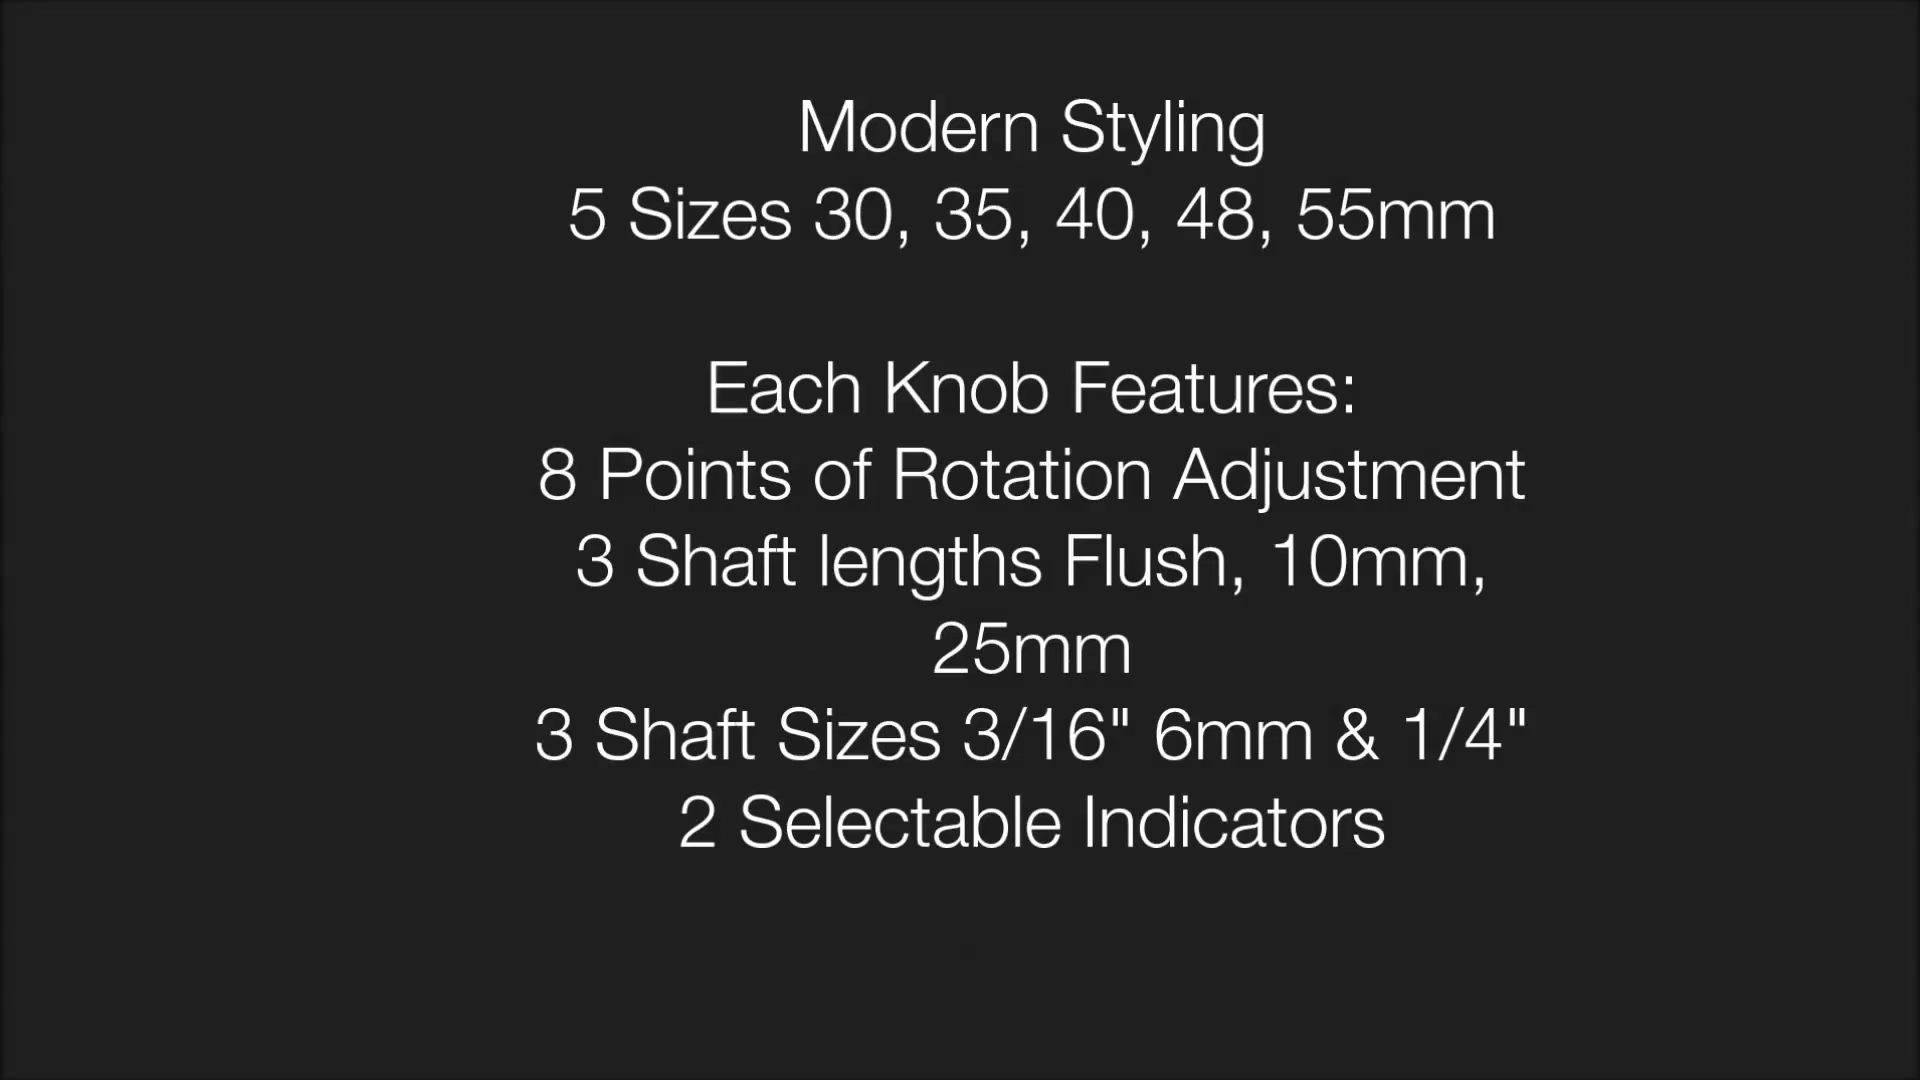 Modern Styling
5 Sizes 30, 35, 40, 48, 55mm
Each Knob Features:
8 Points of Rotation Adjustment
3 Shaft lengths Flush, 10mm,
25mm
3 Shaft Sizes 3/16" 6mm & 1/4"
2 Selectable Indicators